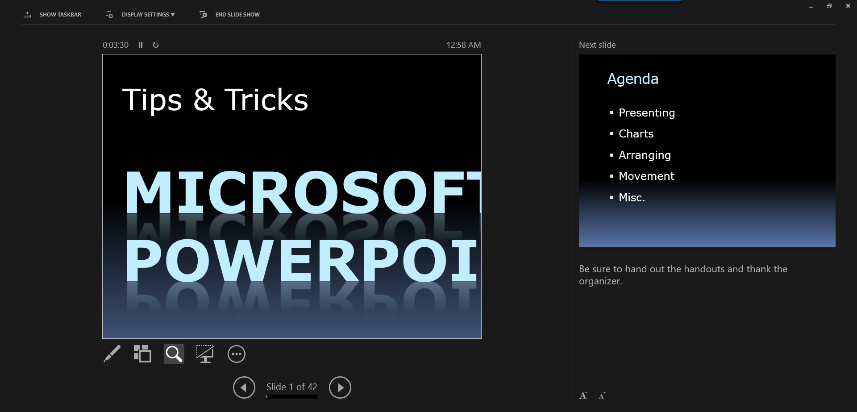 SHOW TASKBAR
DISPLAY SETTINGS ▼
END SLIDE SHOW
0:03:30
12:58 AM
Tips & Tricks
MICROSOFT
POWERPOI
Slide 1 of 42
Next slide
Agenda
▪ Presenting
▪ Charts
▪ Arranging
▪ Movement
▪ Misc.
Be sure to hand out the handouts and thank the
organizer.
A A